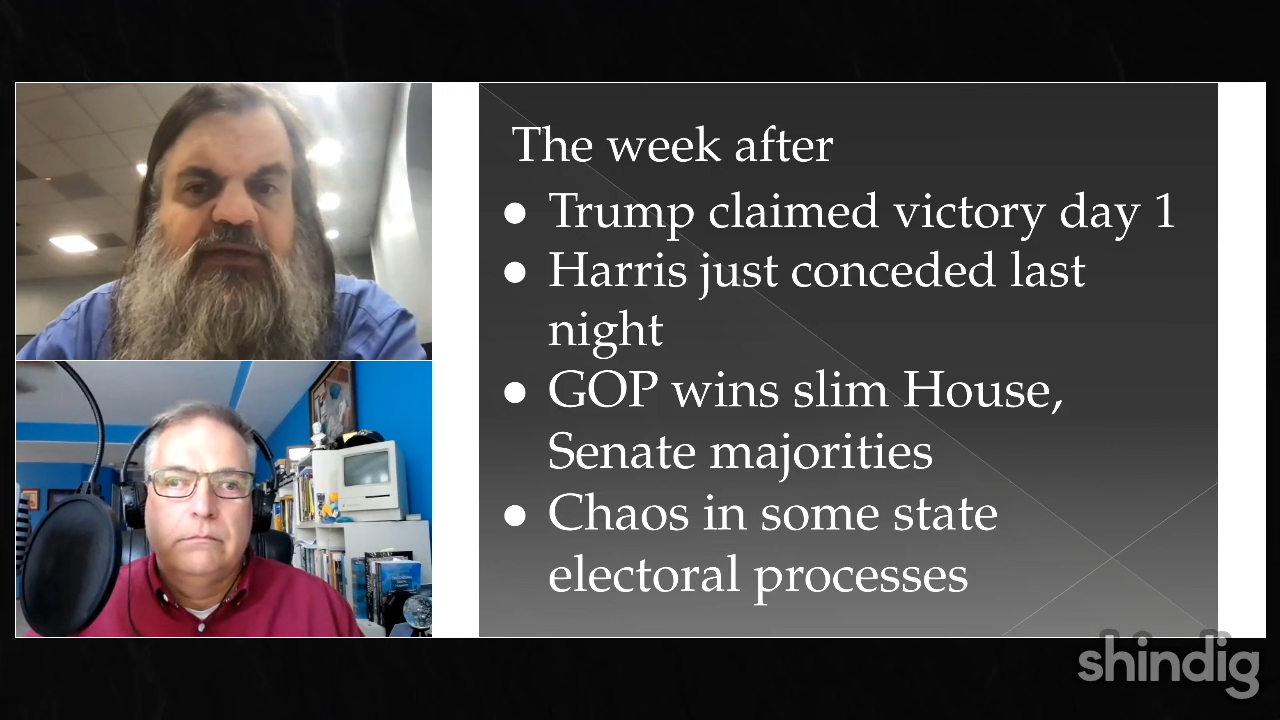 The week after
● Trump claimed victory day 1
● Harris just conceded last
night
● GOP wins slim House,
Senate majorities
● Chaos in some state
electoral processes
shindig